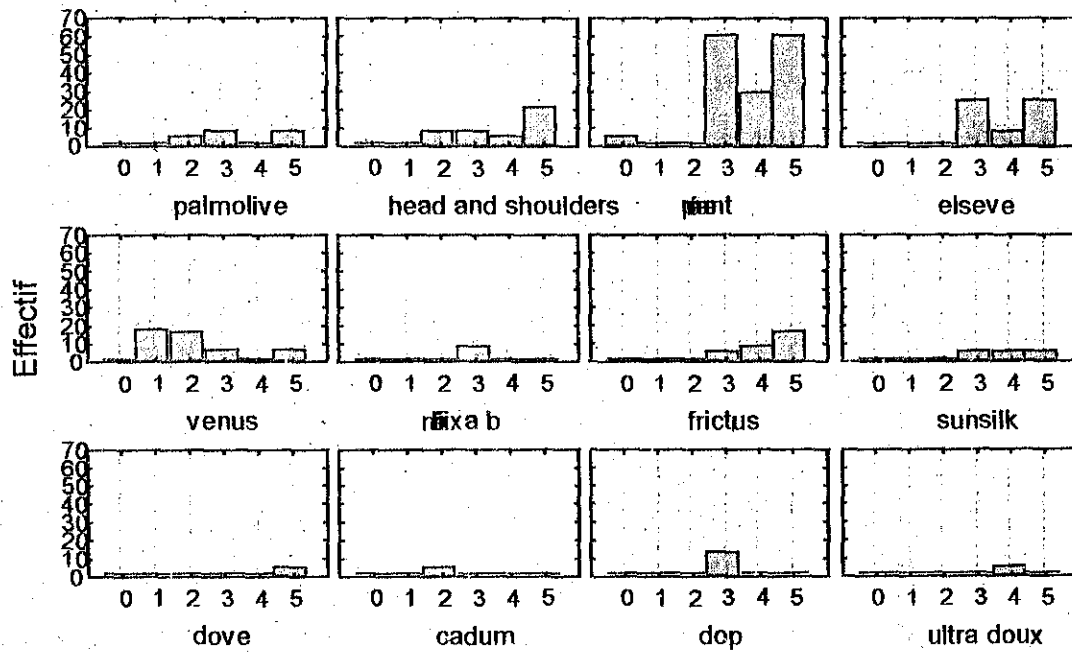 70 60 50 40 30 20 10 0
0 1 2 3 4 5 0 1 2 3 4 5 0 1 2 3 4 5 0 1 2 3 4 5
palmolive head and shoulders elseve
Effectif
70 60 50 40 30 20 10 0
0 1 2 3 4 5 0 1 2 3 4 5 0 1 2 3 4 5 0 1 2 3 4 5
venus frictus sunsilk
70 60 50 40 30 20 10 0
0 1 2 3 4 5 0 1 2 3 4 5 0 1 2 3 4 5 0 1 2 3 4 5
dove cadum dop ultra doux